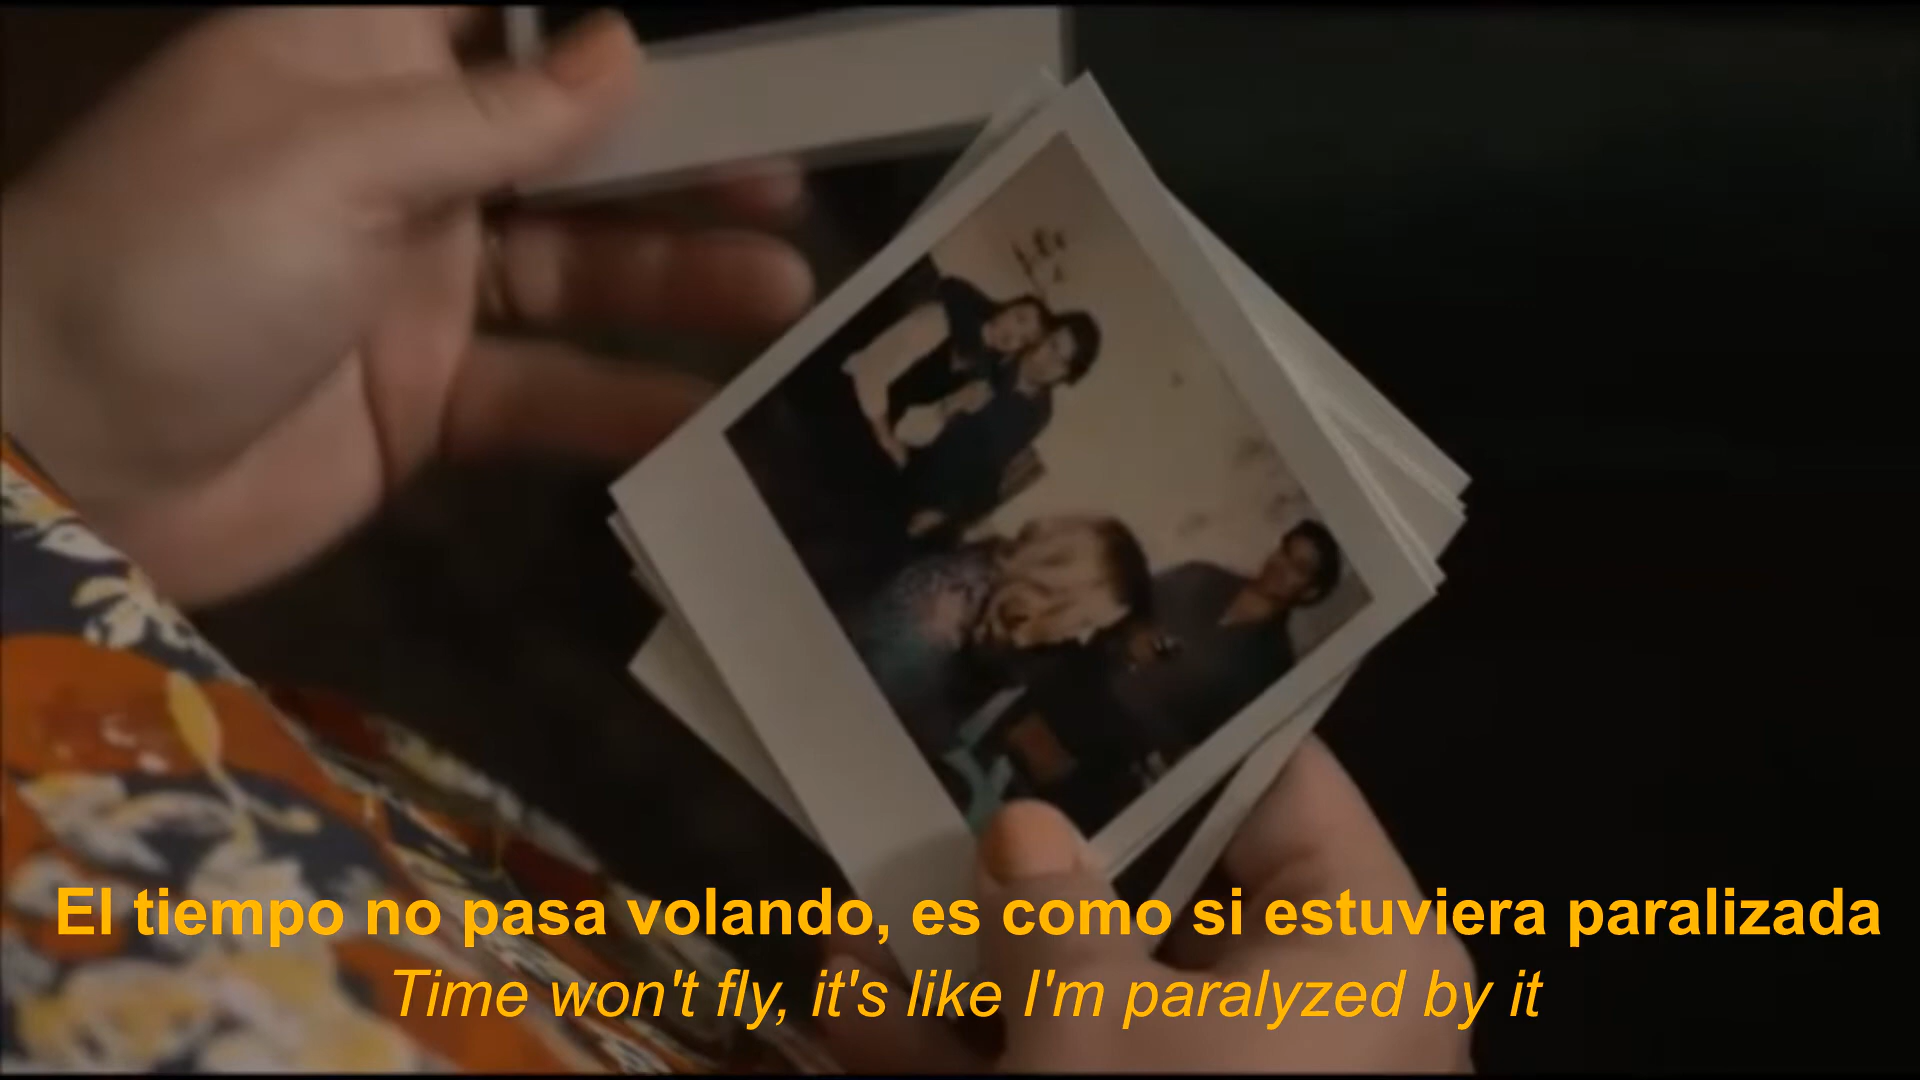 El tiempo no pasa volando, es como si estuviera paralizada
Time won't fly, it's like I'm paralyzed by it